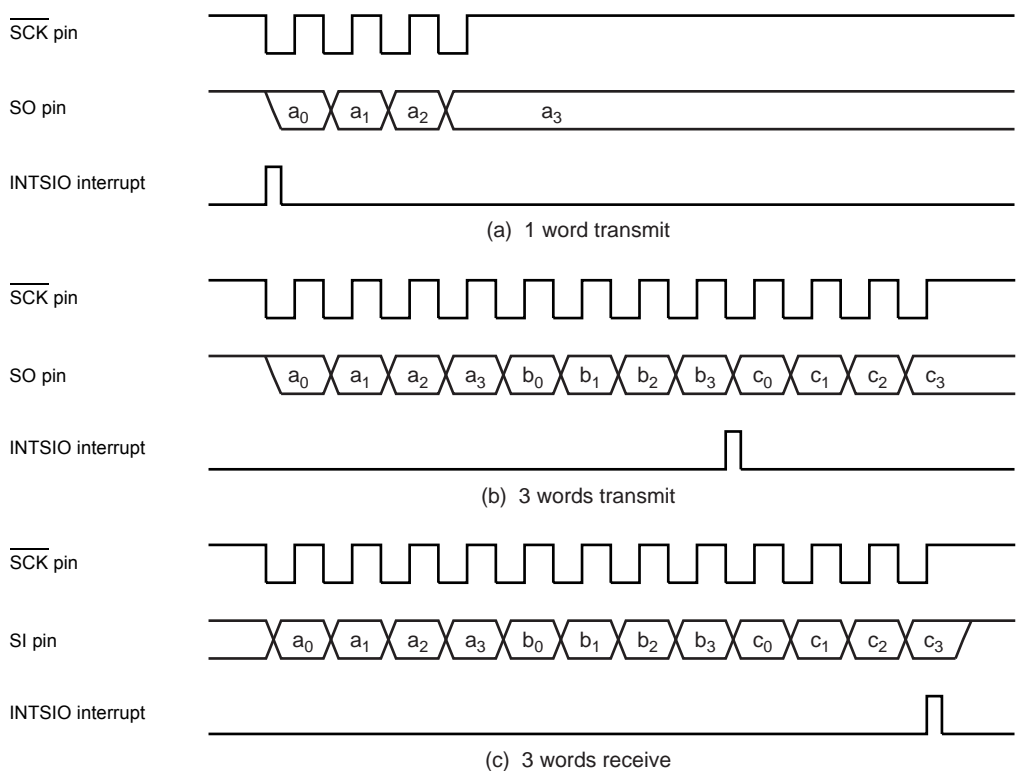 SCK pin
SO pin
a0 a1 a2 a3
INTSIO interrupt
(a) 1 word transmit
SCK pin
SO pin
a0 a1 a2 a3 b0 b1 b2 b3 c0 c1 c2 c3
INTSIO interrupt
(b) 3 words transmit
SCK pin
SI pin
a0 a1 a2 a3 b0 b1 b2 b3 c0 c1 c2 c3
INTSIO interrupt
(c) 3 words receive